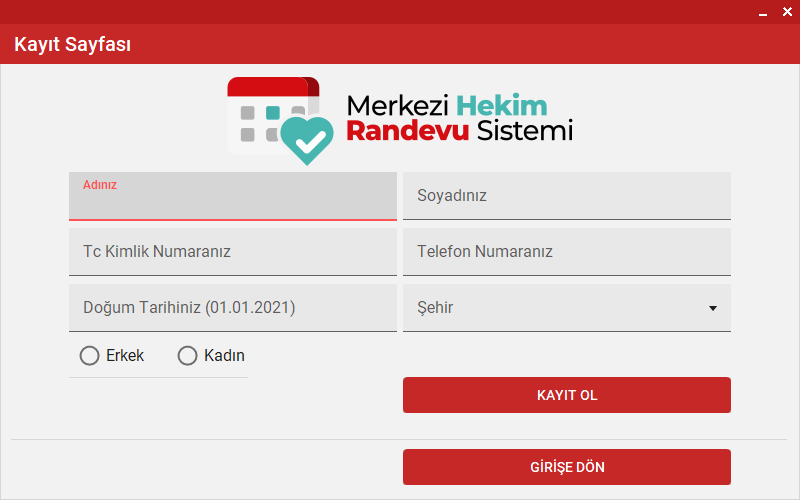 Kayıt Sayfası
Merkezi Hekim
Randevu Sistemi
Adınız
Soyadınız
Tc Kimlik Numaranız
Telefon Numaranız
Doğum Tarihiniz (01.01.2021)
Şehir
Erkek
Kadın
KAYIT OL
GİRİŞE DÖN